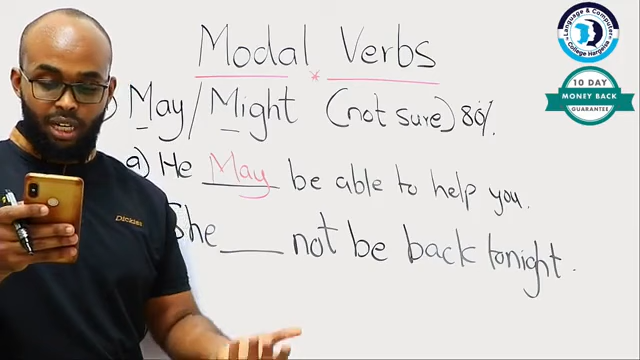 Modal Verbs
May/Might (not sure) 80%
a) He May be able to help you.
She ___ not be back tonight.
DICKIES
Language & Computer
College Hargeisa
10 DAY
MONEY BACK
GUARANTEE